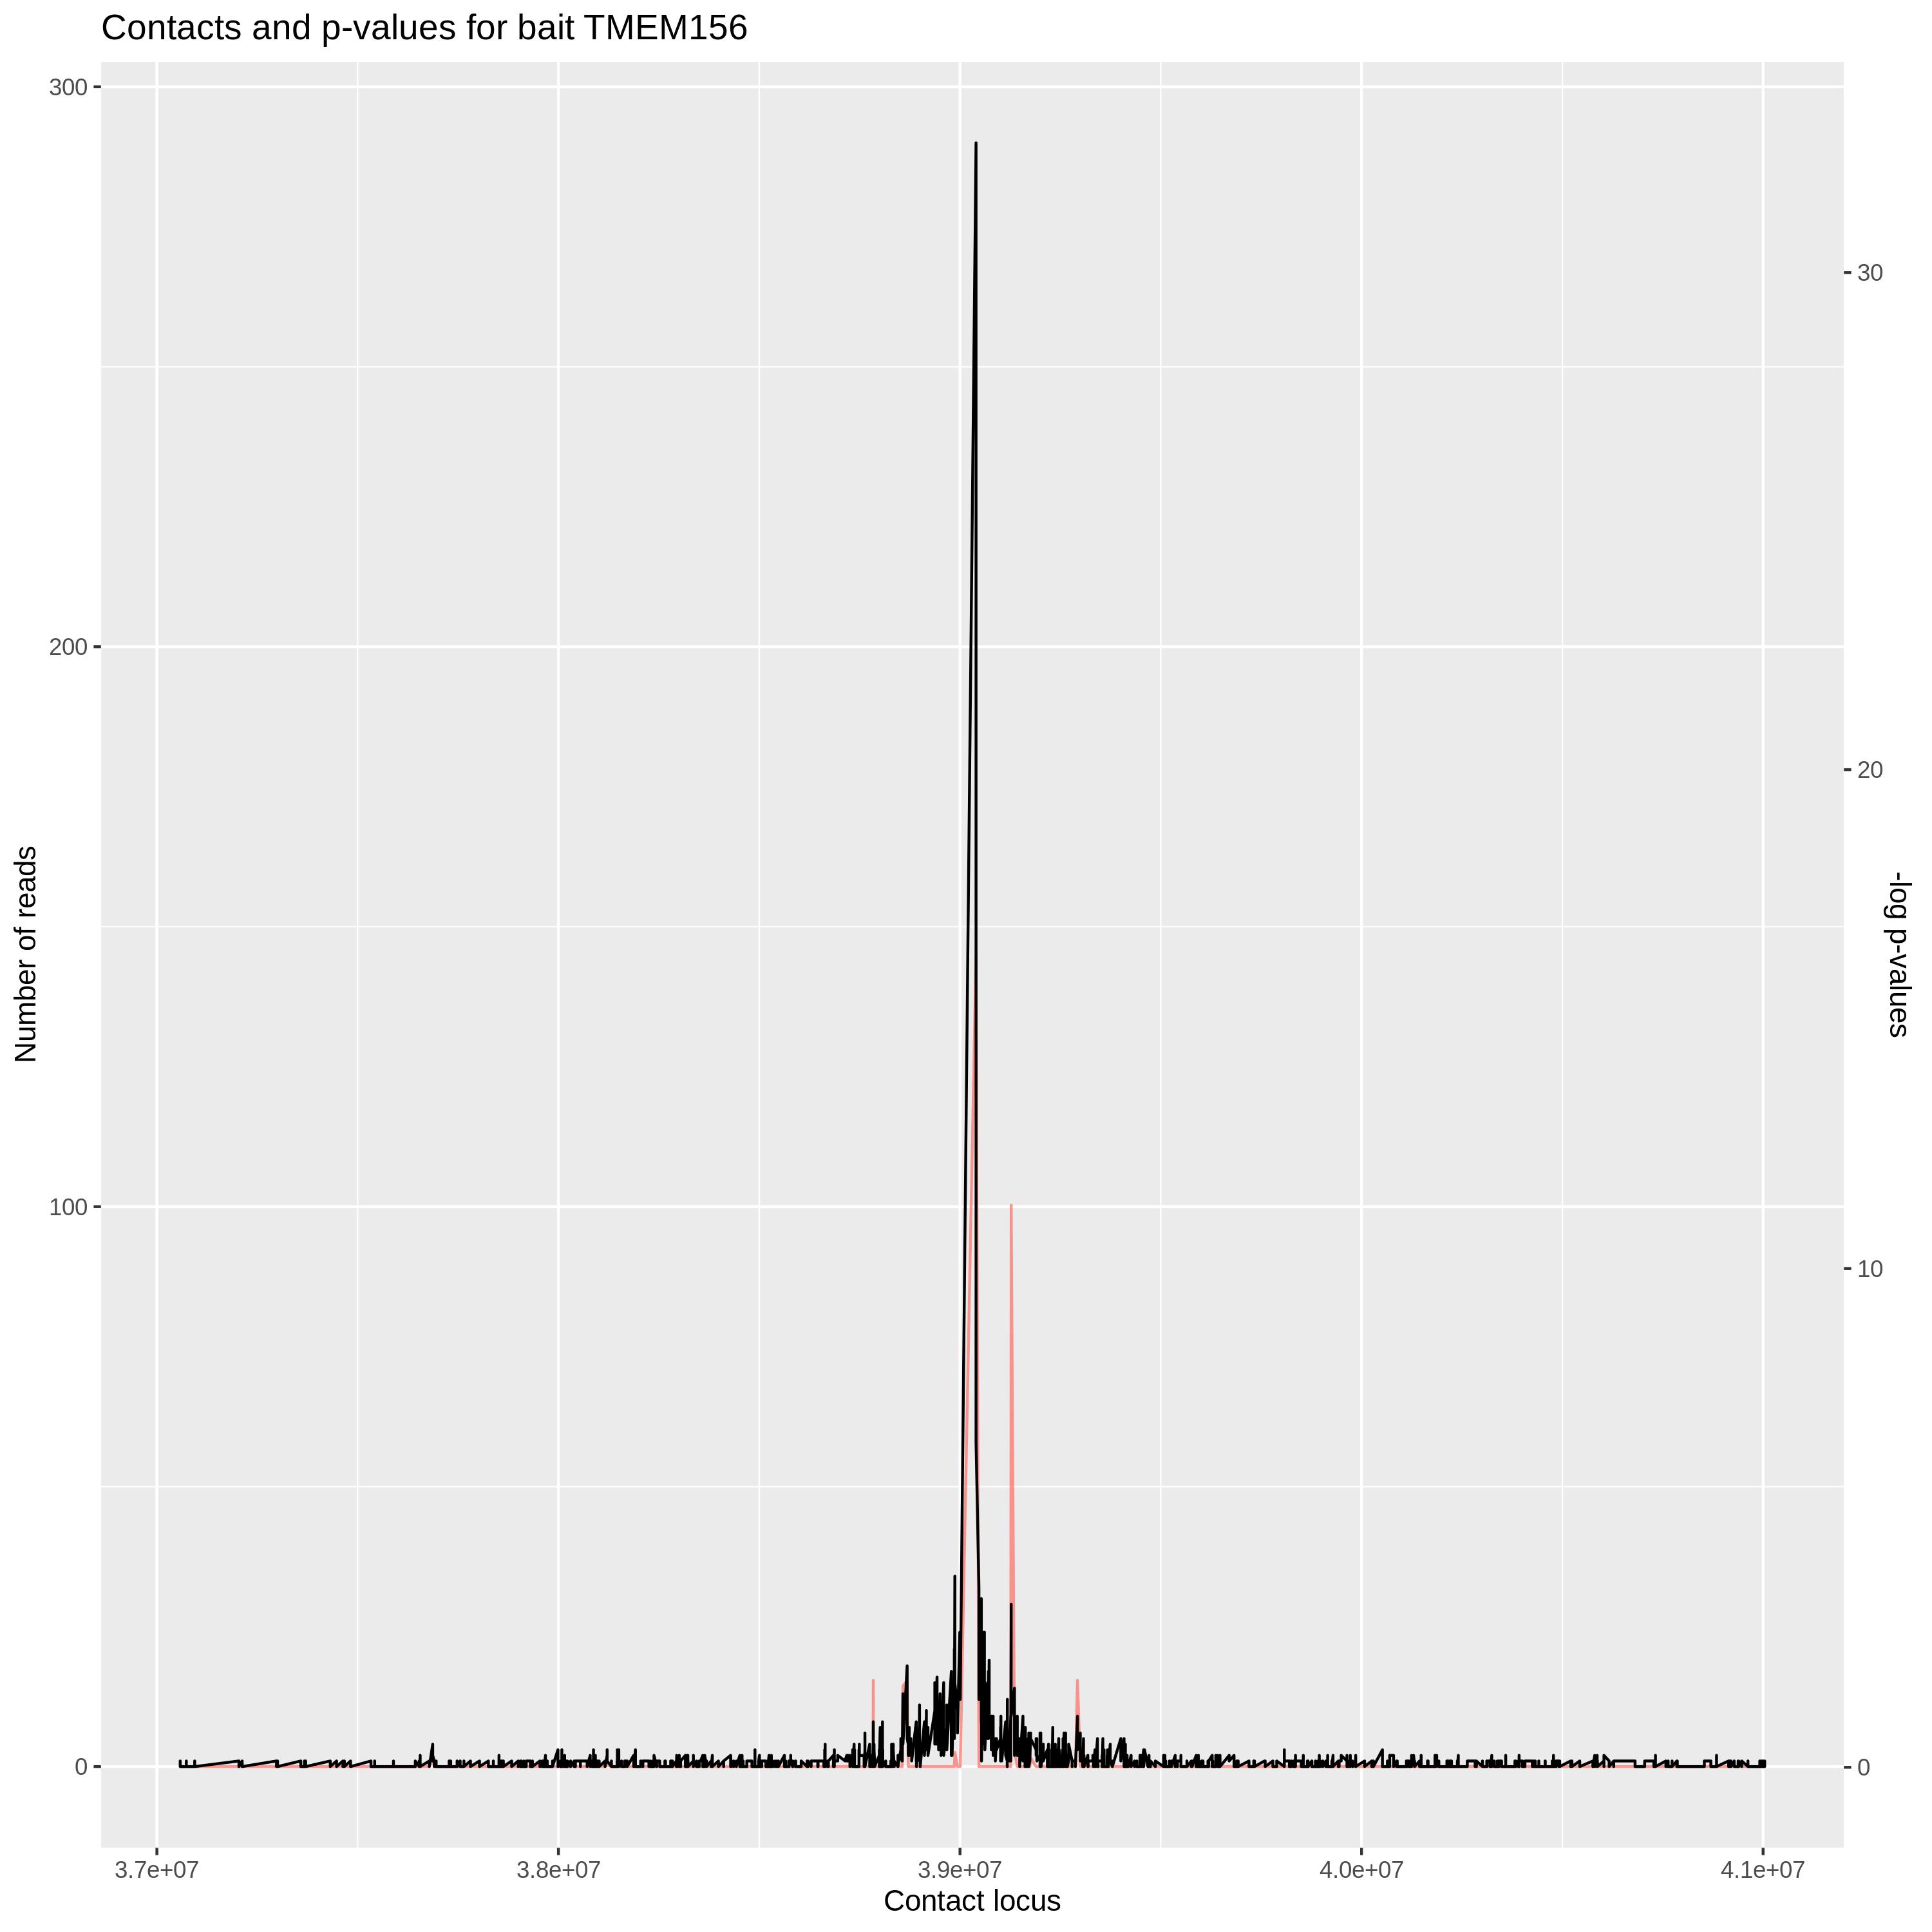 Contacts and p-values for bait TMEM156
300
200
100
0
Number of reads
30
20
10
0
-log p-values
3.7e+07 3.8e+07 3.9e+07 4.0e+07 4.1e+07
Contact locus